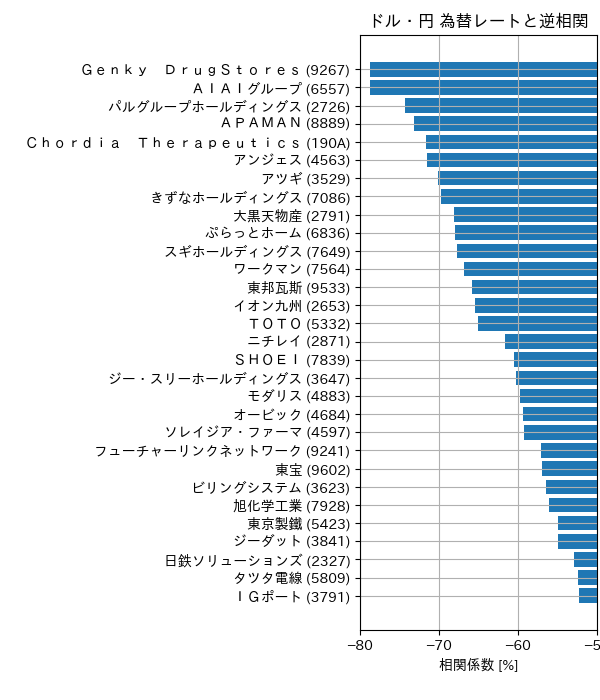 ドル・円 為替レートと逆相関
Ｇｅｎｋｙ　ＤｒｕｇＳｔｏｒｅｓ (9267)
ＡＩＡＩグループ (6557)
パルグループホールディングス (2726)
ＡＰＡＭＡＮ (8889)
Ｃｈｏｒｄｉａ　Ｔｈｅｒａｐｅｕｔｉｃｓ (190A)
アンジェス (4563)
アツギ (3529)
きずなホールディングス (7086)
大黒天物産 (2791)
ぷらっとホーム (6836)
スギホールディングス (7649)
ワークマン (7564)
東邦瓦斯 (9533)
イオン九州 (2653)
ＴＯＴＯ (5332)
ニチレイ (2871)
ＳＨＯＥＩ (7839)
ジー・スリーホールディングス (3647)
モダリス (4883)
オービック (4684)
ソレイジア・ファーマ (4597)
フューチャーリンクネットワーク (9241)
東宝 (9602)
ビリングシステム (3623)
旭化学工業 (7928)
東京製鐵 (5423)
ジーダット (3841)
日鉄ソリューションズ (2327)
タツタ電線 (5809)
ＩＧポート (3791)
−80 −70 −60 −5
相関係数 [%]